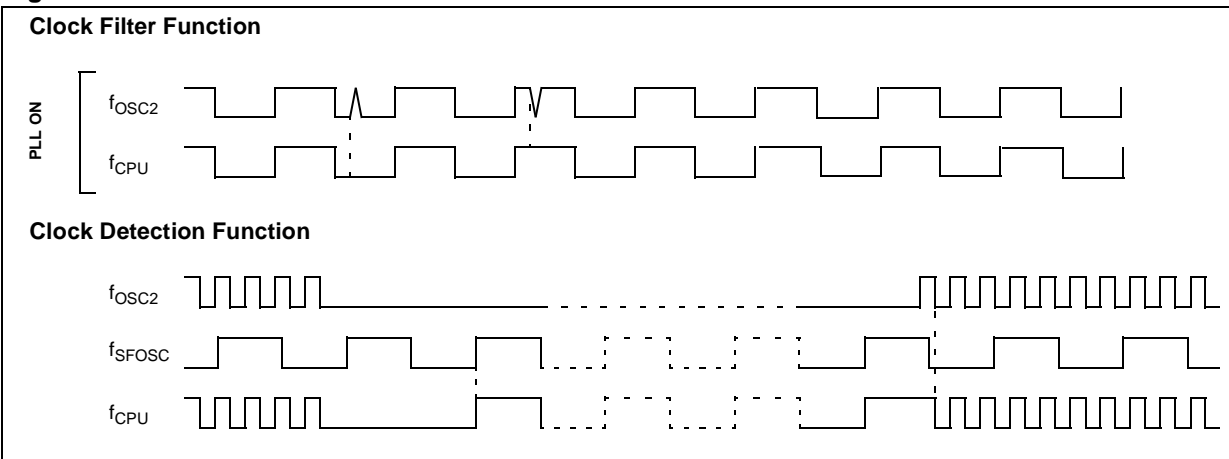 Clock Filter Function
PLL ON
fOSC2
fCPU
Clock Detection Function
fOSC2
fSFOSC
fCPU